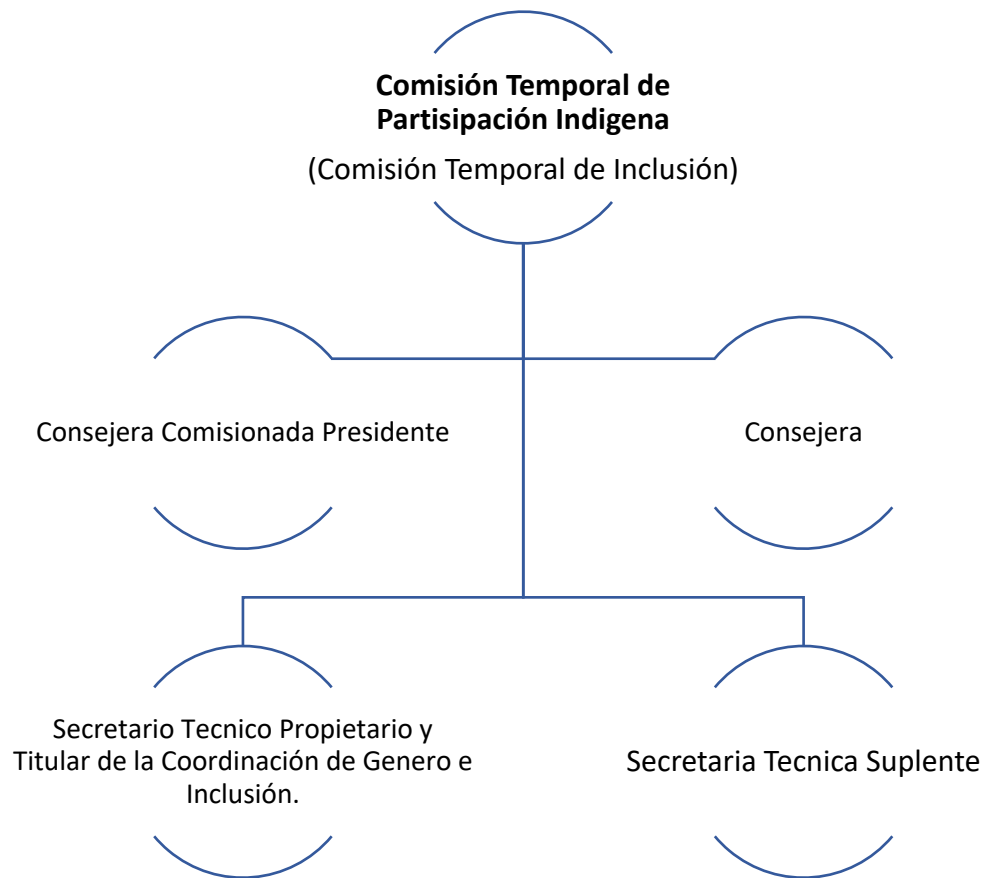 Comisión Temporal de
Partisipación Indigena
(Comisión Temporal de Inclusión)
Consejera Comisionada Presidente
Consejera
Secretario Tecnico Propietario y
Titular de la Coordinación de Genero e
Inclusión.
Secretaria Tecnica Suplente